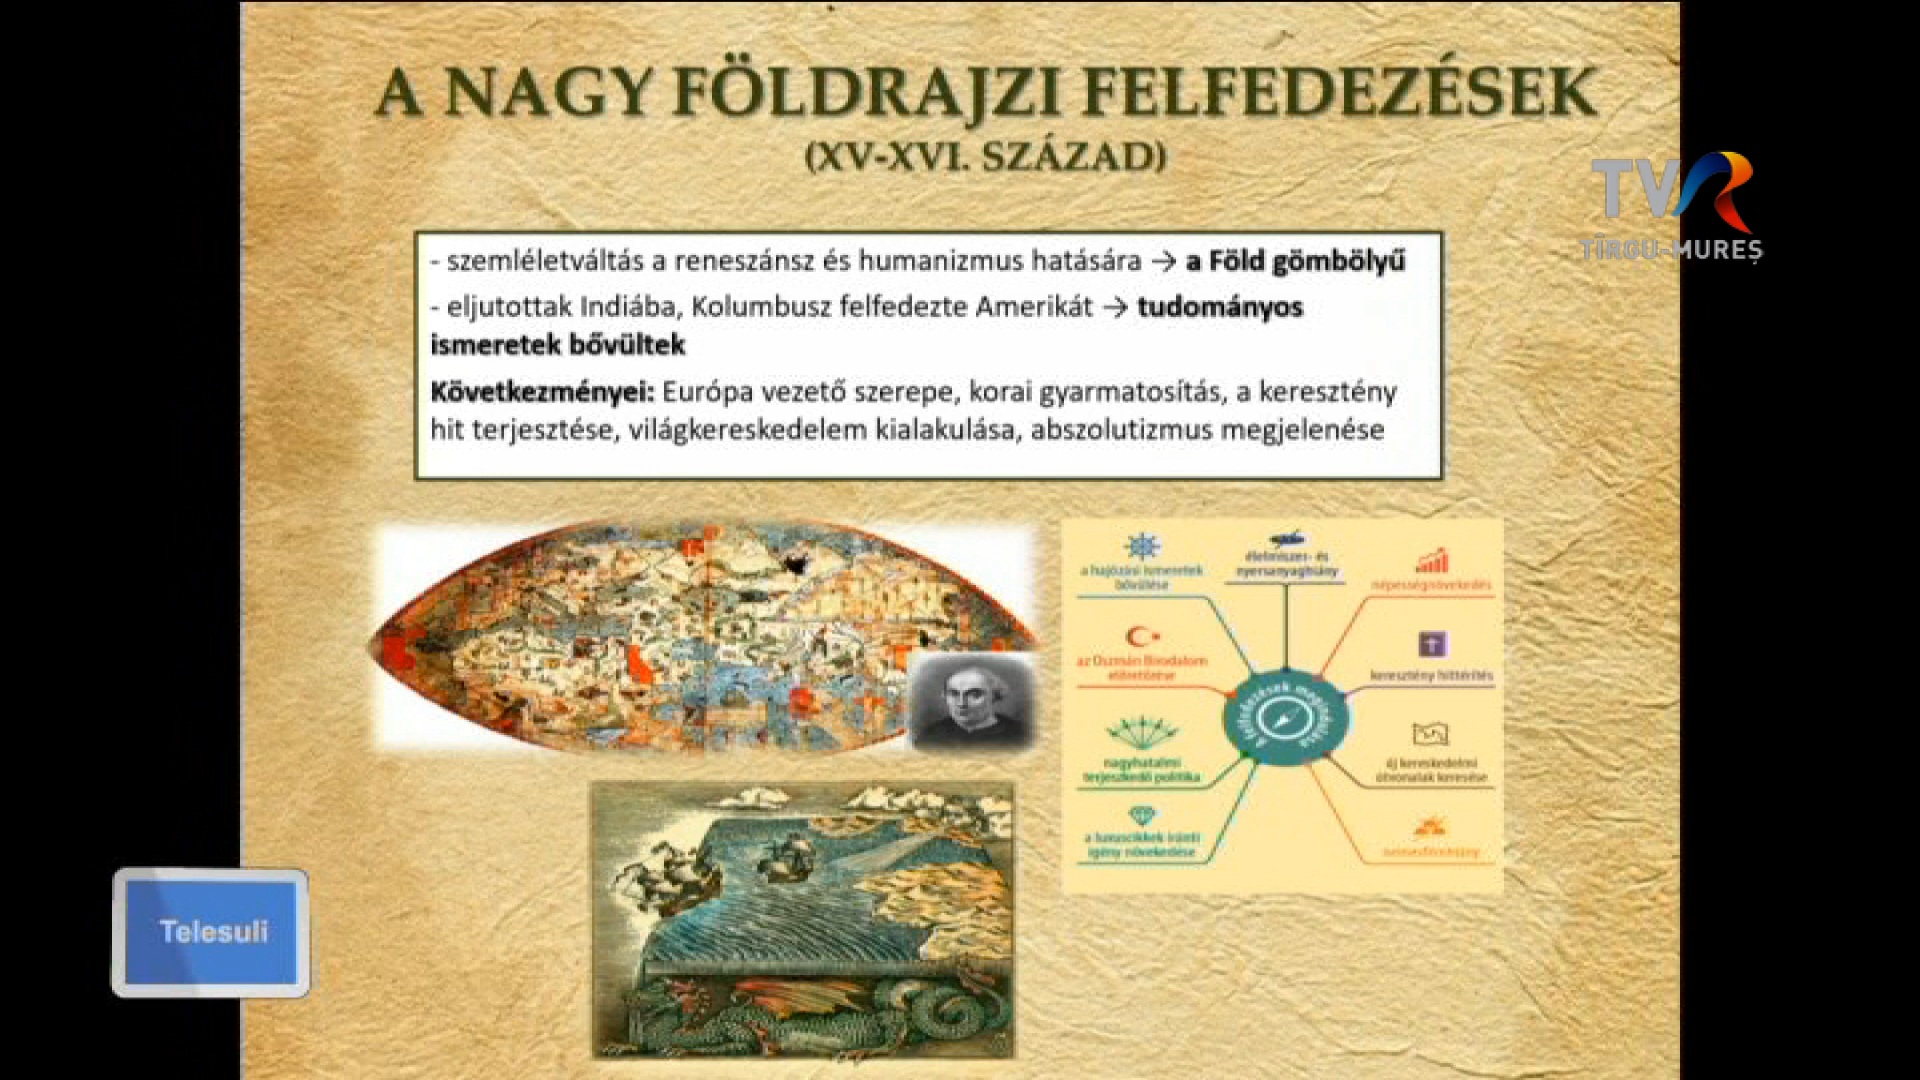 A NAGY FÖLDRAJZI FELFEDEZÉSEK
(XV-XVI. SZÁZAD)
TVR
TÎRGU-MUREȘ
- szemléletváltás a reneszánsz és humanizmus hatására → a Föld gömbölyű
- eljutottak Indiába, Kolumbusz felfedezte Amerikát → tudományos
ismeretek bővültek
Következményei: Európa vezető szerepe, korai gyarmatosítás, a keresztény
hit terjesztése, világkereskedelem kialakulása, abszolutizmus megjelenése
a hajózási ismeretek
bővülése
élelmiszer- és
nyersanyaghiány
népességnövekedés
az Oszmán Birodalom
előretörése
keresztény hittérítés
A felfedezések megindulása
nagyhatalmi
terjeszkedő politika
új kereskedelmi
útvonalak keresése
a luxuscikkek iránti
igény növekedése
nemesfémhiány
Telesuli